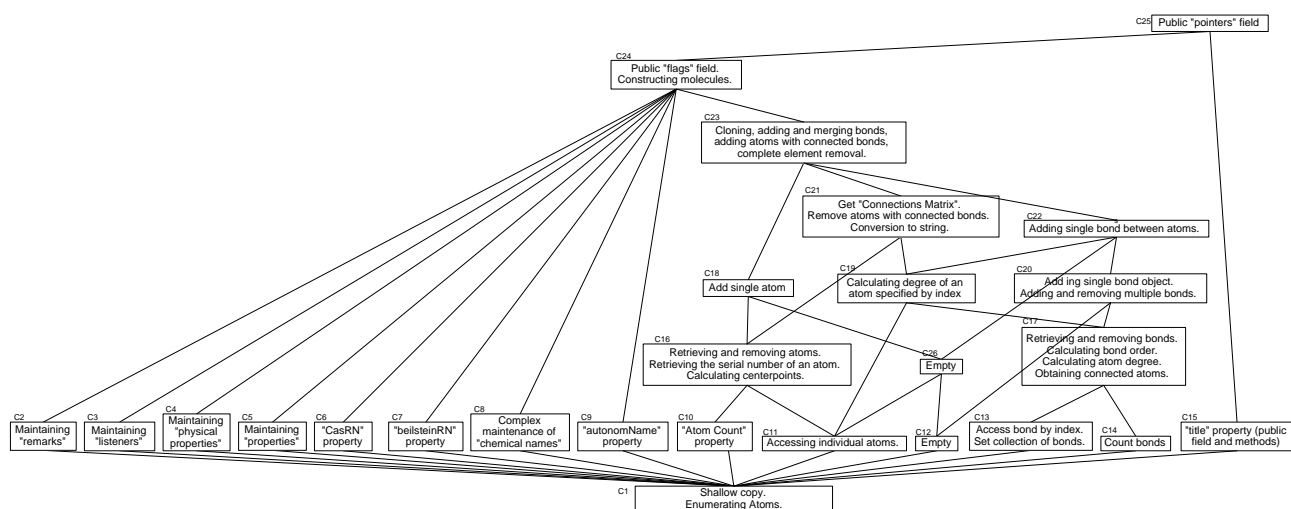 C25
Public "pointers" field
C24
Public "flags" field.
Constructing molecules.
C23
Cloning, adding and merging bonds,
adding atoms with connected bonds,
complete element removal.
C21
Get "Connections Matrix".
Remove atoms with connected bonds.
Conversion to string.
C22
s
Adding single bond between atoms.
C18
Add single atom
C19
Calculating degree of an
atom specified by index
C20
Add ing single bond object.
Adding and removing multiple bonds.
C16
Retrieving and removing atoms.
Retrieving the serial number of an atom.
Calculating centerpoints.
C26
Empty
C17
Retrieving and removing bonds.
Calculating bond order.
Calculating atom degree.
Obtaining connected atoms.
C2
Maintaining
"remarks"
C3
Maintaining
"listeners"
C4
Maintaining
"physical
properties"
C5
Maintaining
"properties"
C6
"CasRN"
property
C7
"beilsteinRN"
property
C8
Complex
maintenance of
"chemical names"
C9
"autonomName"
property
C10
"Atom Count"
property
C11
Accessing individual atoms.
C12
Empty
C13
Access bond by index.
Set collection of bonds.
C14
Count bonds
C15
"title" property (public
field and methods)
C1
Shallow copy.
Enumerating Atoms.